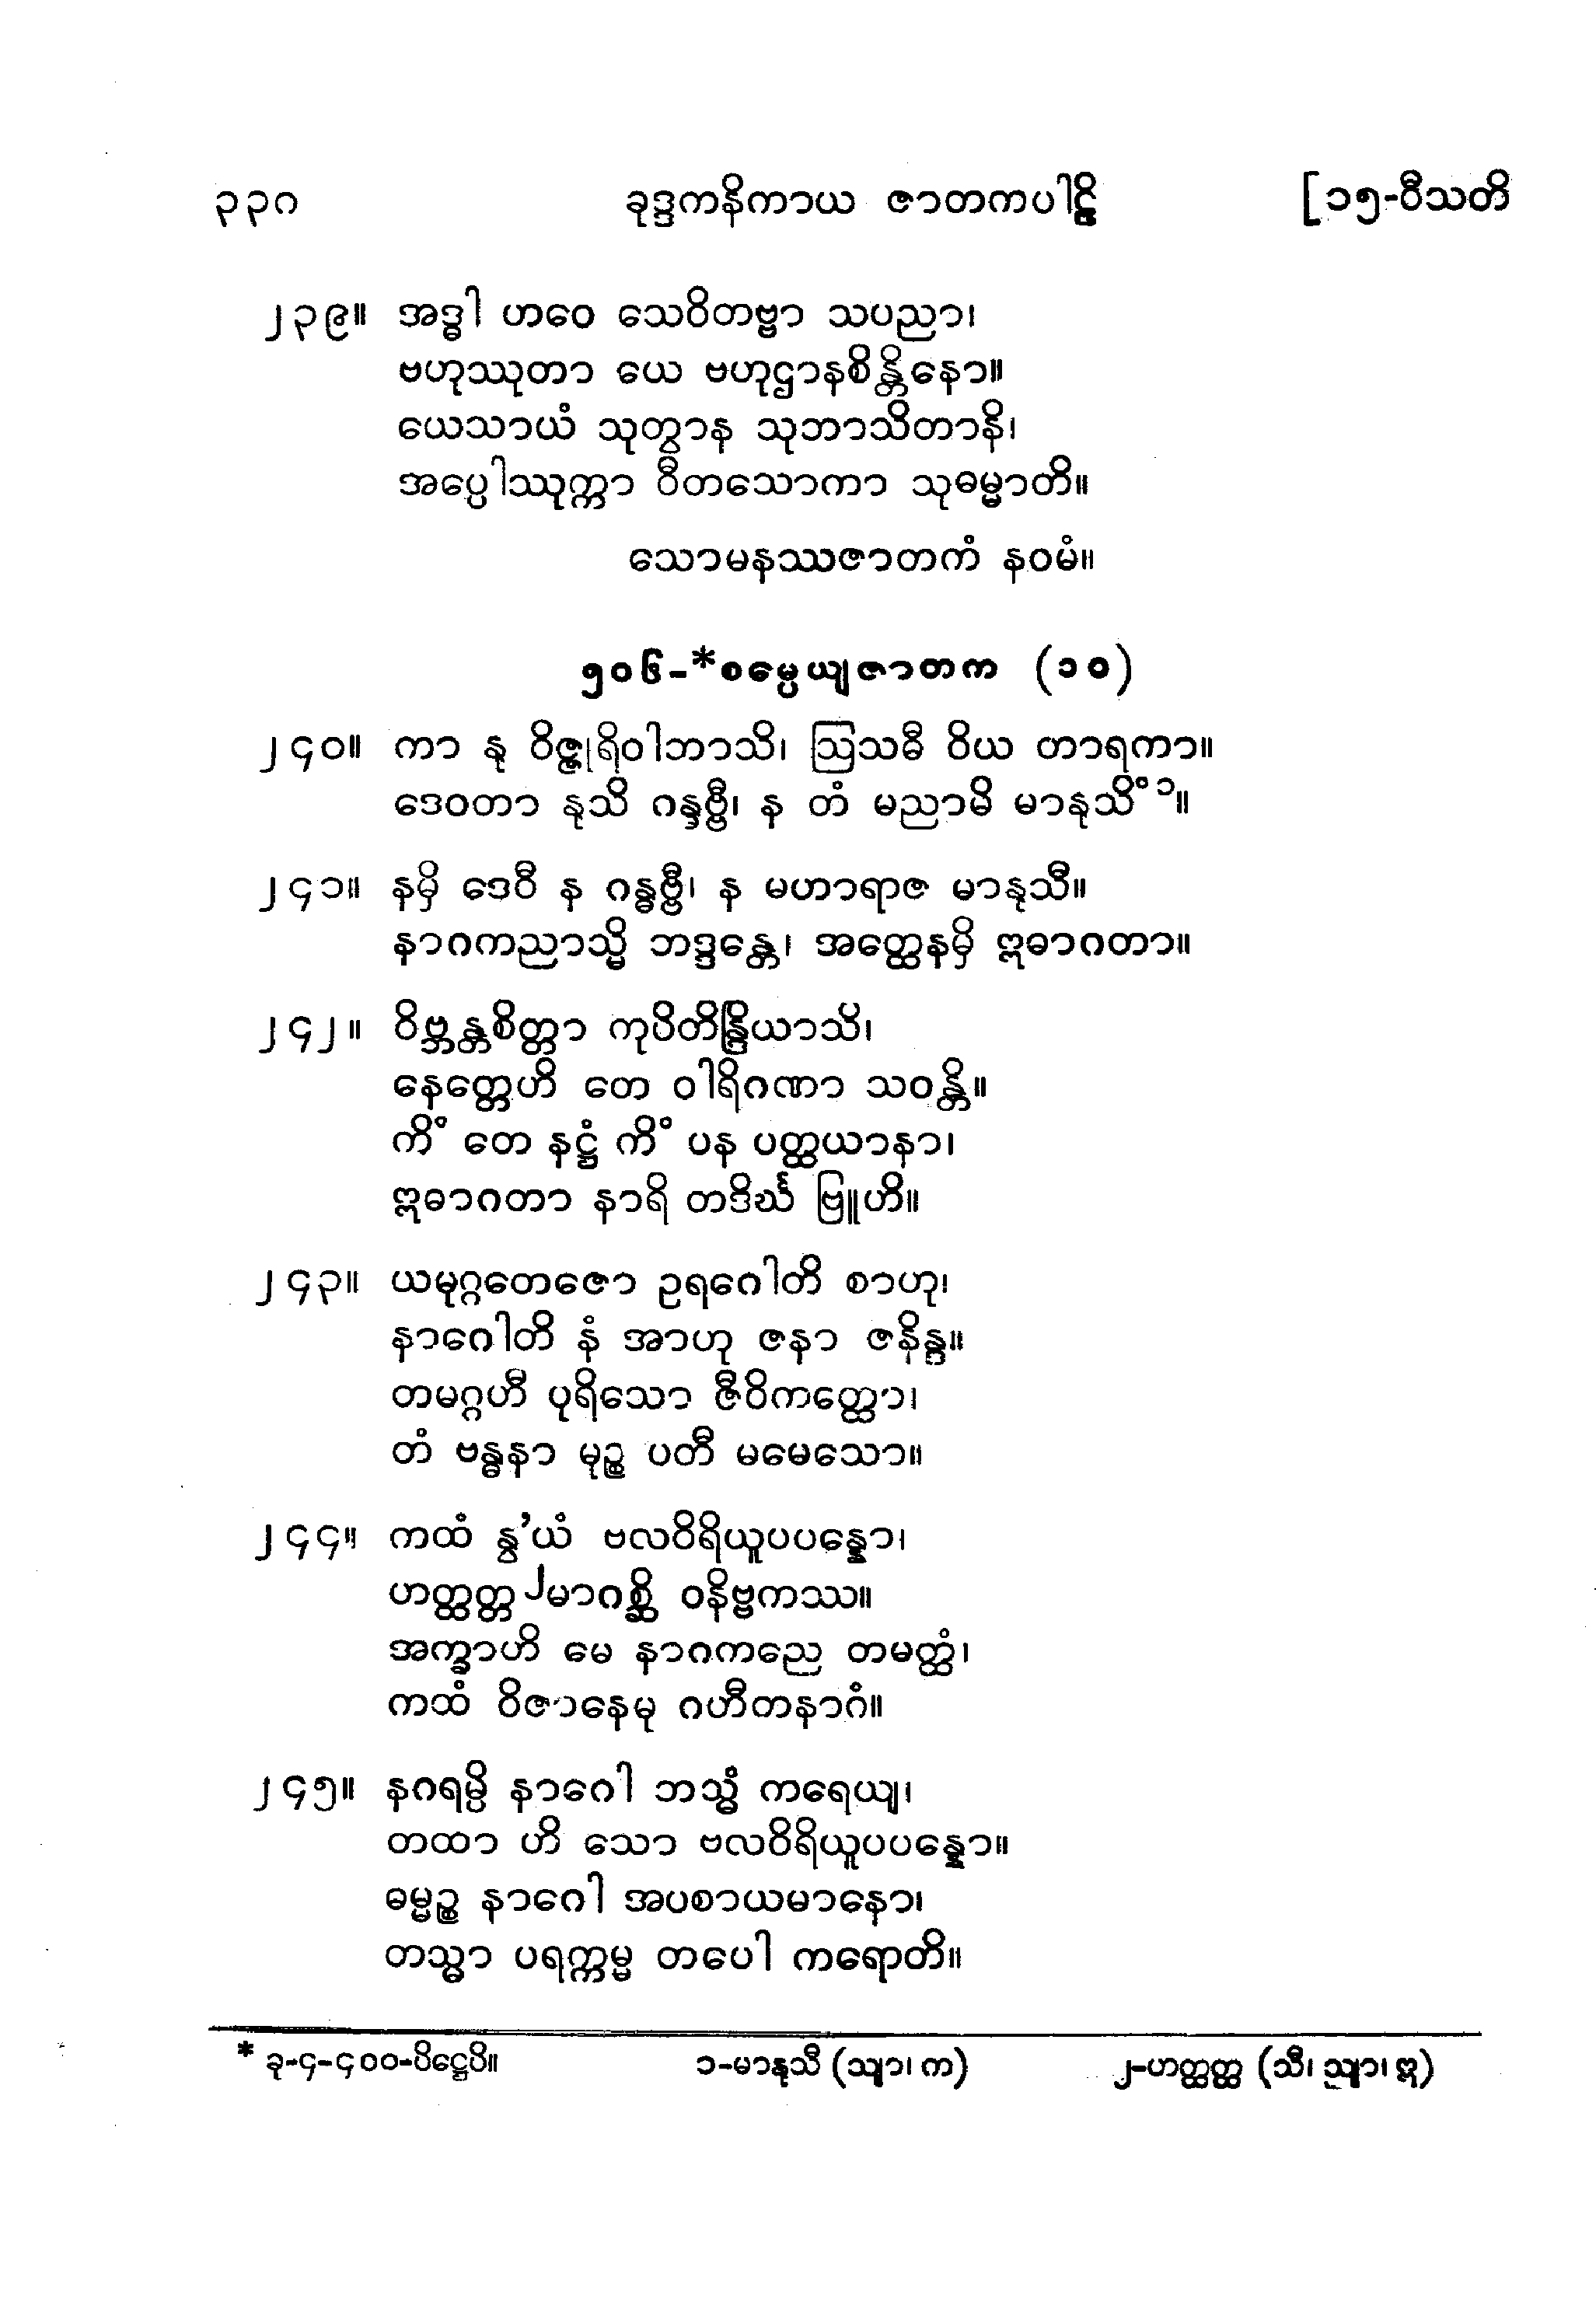 ၃၃၀ ခုဒ္ဒကနိကာယ ဇာတကပါဠိ [၁၅-ဝီသတိ
၂၃၉။ အဒ္ဓါ ဟဝေ သေဝိတဗ္ဗာ သပညာ၊
ဗဟုဿုတာ ယေ ဗဟုဌာနစိန္တိနော။
ယေသာယံ သုတွာန သုဘာသိတာနိ၊
အပ္ပေါဿုက္ကာ ဝီတသောကာ သုဓမ္မာတိ။
သောမနဿဇာတကံ နဝမံ။
၅၀၆-*စမ္ပေယျဇာတက (၁၀)
၂၄၀။ ကာ နု ဝိဇ္ဇုရိဝါဘာသိ၊ ဩသဓီ ဝိယ တာရကာ။
ဒေဝတာ နုသိ ဂန္ဒဗ္ဗီ၊ န တံ မညာမိ မာနုသိံ ၁။
၂၄၁။ နမှိ ဒေဝီ န ဂန္ဓဗ္ဗီ၊ န မဟာရာဇ မာနုသီ။
နာဂကညာသ္မိ ဘဒ္ဒန္တေ၊ အတ္ထေနမှိ ဣဓာဂတာ။
၂၄၂။ ဝိဗ္ဘန္တစိတ္တာ ကုပိတိန္ဒြိယာသိ၊
နေတ္တေဟိ တေ ဝါရိဂဏာ သဝန္တိ။
ကိံ တေ နဋ္ဌံ ကိံ ပန ပတ္ထယာနာ၊
ဣဓာဂတာ နာရိ တဒိင်္ဃ ဗြူဟိ။
၂၄၃။ ယမုဂ္ဂတေဇော ဥရဂေါတိ စာဟု၊
နာဂေါတိ နံ အာဟု ဇနာ ဇနိန္ဒ။
တမဂ္ဂဟီ ပုရိသော ဇီဝိကတ္ထော၊
တံ ဗန္ဓနာ မုဉ္စ ပတီ မမေသော။
၂၄၄။ ကထံ နွ’ယံ ဗလဝိရိယူပပန္နော၊
ဟတ္ထတ္တ ၂မာဂစ္ဆိ ဝနိဗ္ဗကဿ။
အက္ခာဟိ မေ နာဂကညေ တမတ္ထံ၊
ကထံ ဝိဇာနေမု ဂဟီတနာဂံ။
၂၄၅။ နဂရမ္ပိ နာဂေါ ဘသ္မံ ကရေယျ၊
တထာ ဟိ သော ဗလဝိရိယူပပန္နော။
ဓမ္မဉ္စ နာဂေါ အပစာယမာနော၊
တသ္မာ ပရက္ကမ္မ တပေါ ကရောတိ။
* ခု-၄-၄၀၀-ပိဋ္ဌေပိ။ ၁-မာနုသီ (သျာ၊ က) ၂-ဟတ္ထတ္ထ (သီ၊ သျာ၊ ဣ)